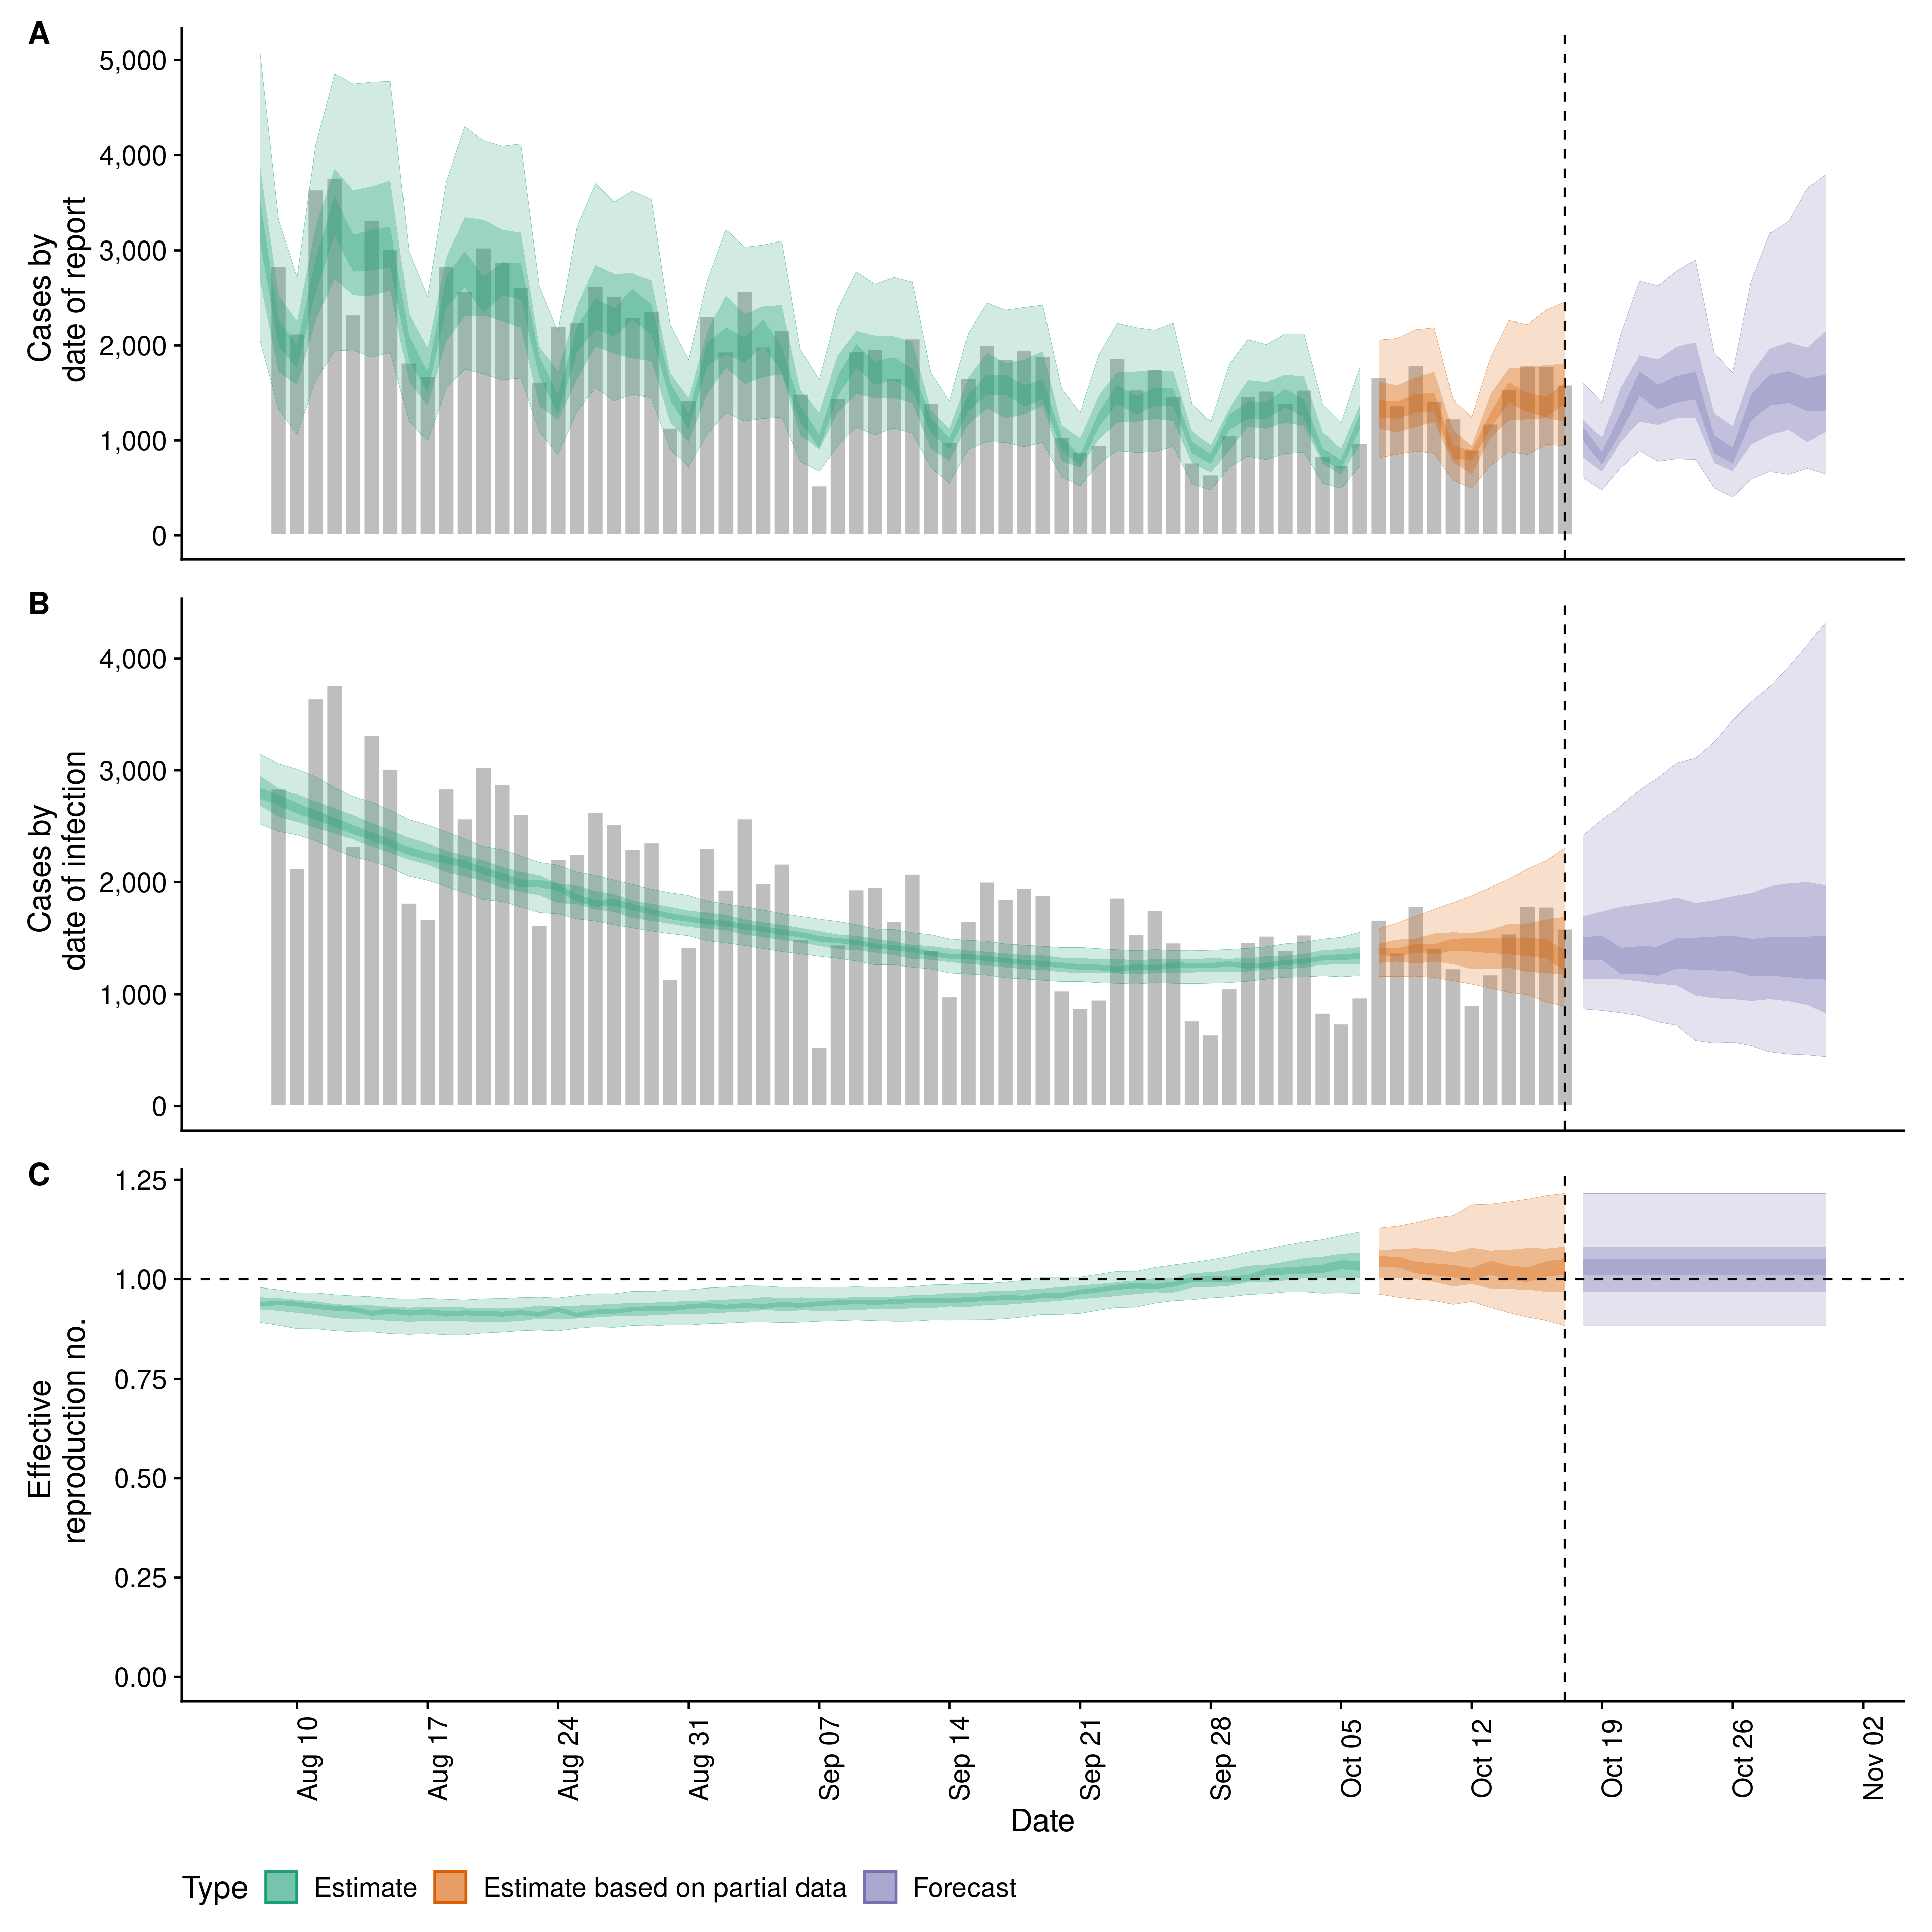 A
5,000
4,000
3,000
2,000
1,000
0
Cases by
date of report
B
4,000
3,000
2,000
1,000
0
Cases by
date of infection
C
1.25
1.00
0.75
0.50
0.25
0.00
Effective
reproduction no.
Aug 10
Aug 17
Aug 24
Aug 31
Sep 07
Sep 14
Sep 21
Sep 28
Oct 05
Oct 12
Oct 19
Oct 26
Nov 02
Date
Type Estimate Estimate based on partial data Forecast